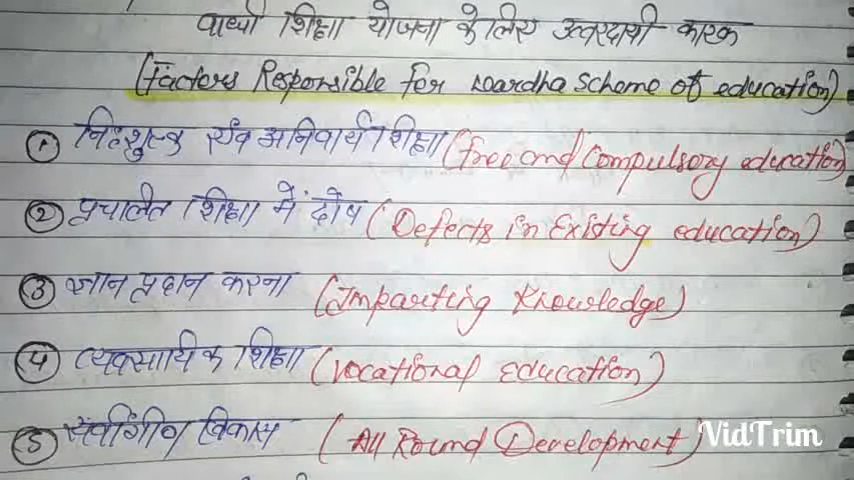 वर्धा शिक्षा योजना के लिए उत्तरदायी कारक
(Factors Responsible for wardha scheme of education)
① निःशुल्क एवं अनिवार्य शिक्षा (Free and Compulsory education)
② प्रचलित शिक्षा में दोष (Defects in Existing education)
③ ज्ञान प्रदान करना (Imparting Knowledge)
④ व्यवसायिक शिक्षा (Vocational Education)
⑤ सर्वांगीण विकास (All Round Development)
VidTrim